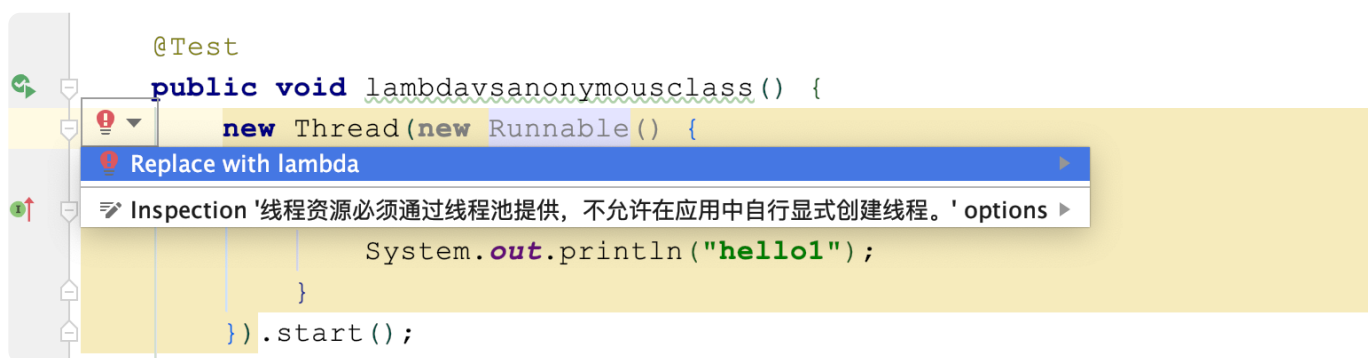 @Test
public void lambdavsanonymousclass() {
new Thread(new Runnable() {
Replace with lambda
Inspection '线程资源必须通过线程池提供，不允许在应用中自行显式创建线程。' options
System.out.println("hello1");
}
}).start();